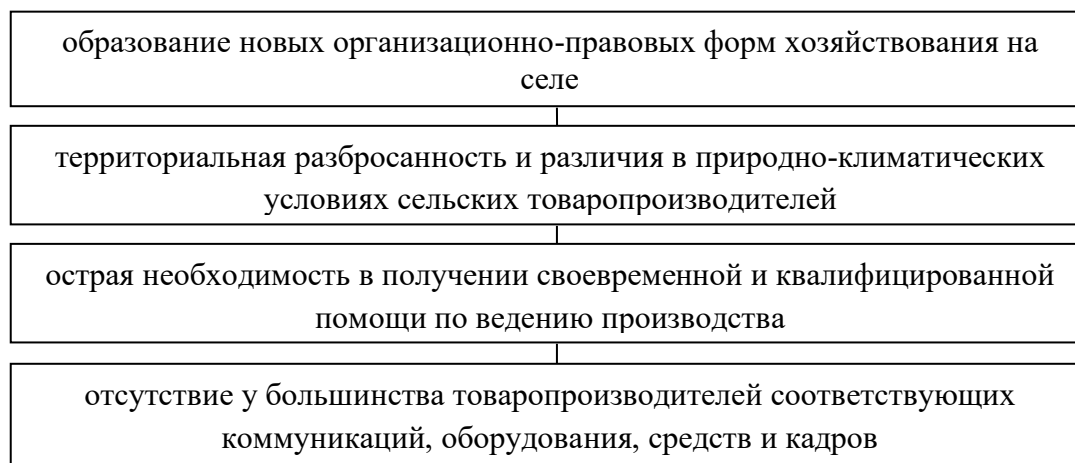 образование новых организационно-правовых форм хозяйствования на
селе
территориальная разбросанность и различия в природно-климатических
условиях сельских товаропроизводителей
острая необходимость в получении своевременной и квалифицированной
помощи по ведению производства
отсутствие у большинства товаропроизводителей соответствующих
коммуникаций, оборудования, средств и кадров